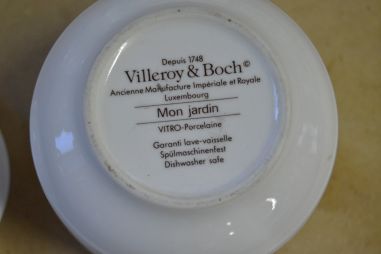 Depuis 1748
Villeroy & Boch©
Ancienne Manufacture Impériale et Royale
Luxembourg
Mon jardin
VITRO-Porcelaine
Garanti lave-vaisselle
Spülmaschinenfest
Dishwasher safe